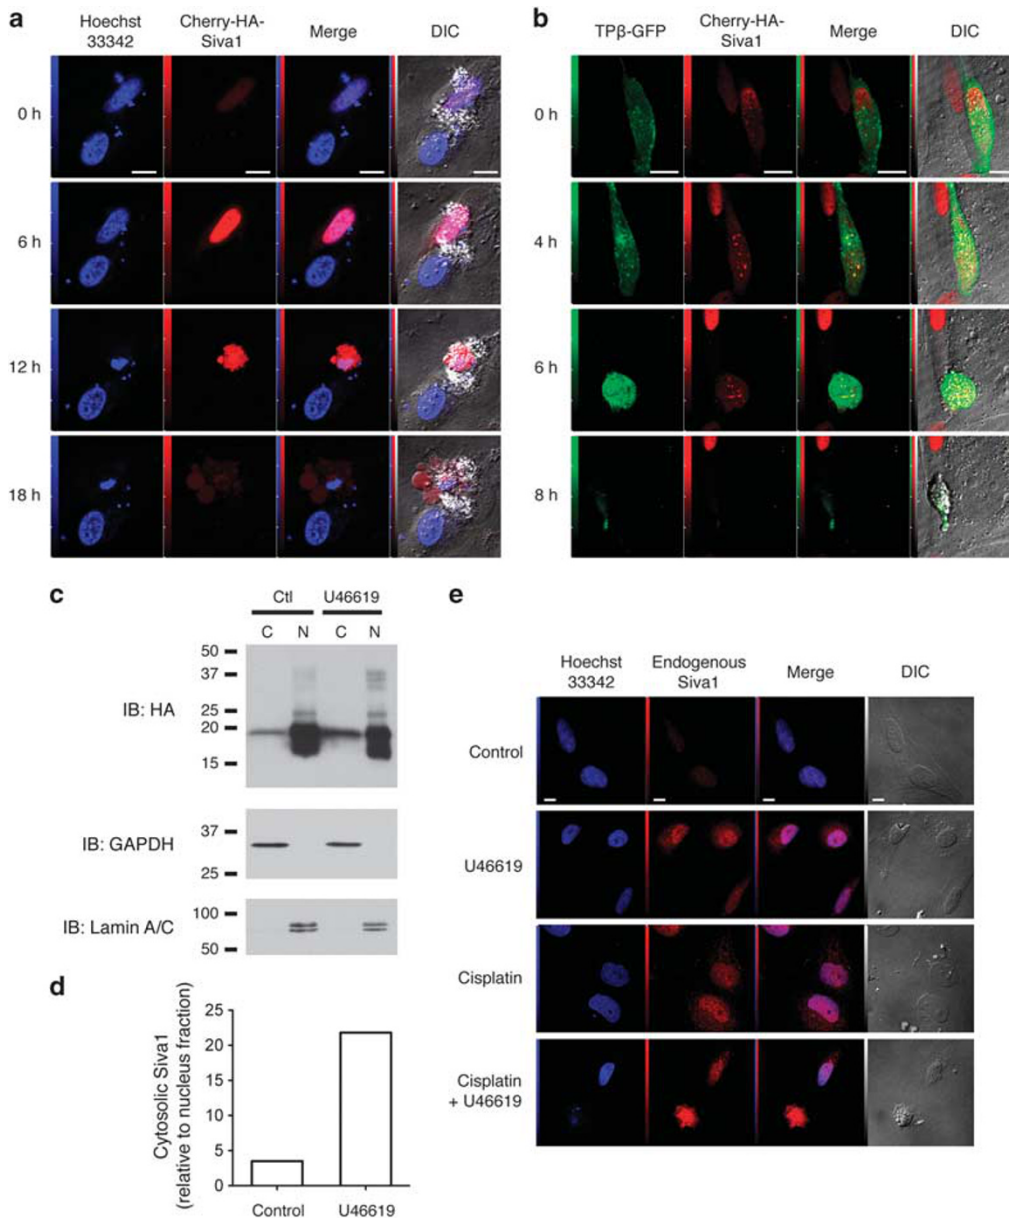 a
Hoechst
33342
Cherry-HA-
Siva1
Merge
DIC
0 h
6 h
12 h
18 h
b
TPβ-GFP
Cherry-HA-
Siva1
Merge
DIC
0 h
4 h
6 h
8 h
c
Ctl
U46619
C
N
C
N
IB: HA
50
37
25
20
15
IB: GAPDH
37
25
IB: Lamin A/C
100
50
d
Cytosolic Siva1
(relative to nucleus fraction)
25
20
15
10
5
0
Control
U46619
e
Hoechst
33342
Endogenous
Siva1
Merge
DIC
Control
U46619
Cisplatin
Cisplatin
+ U46619